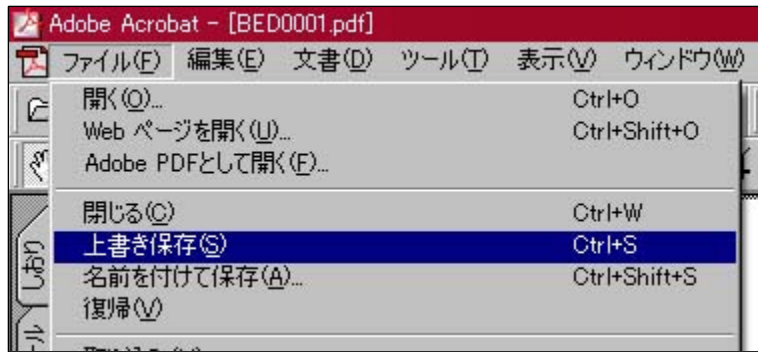 Adobe Acrobat - [BED0001.pdf]
ファイル(F) 編集(E) 文書(D) ツール(T) 表示(V) ウィンドウ(W)
開く(O)... Ctrl+O
Web ページを開く(U)... Ctrl+Shift+O
Adobe PDFとして開く(F)...
閉じる(C) Ctrl+W
上書き保存(S) Ctrl+S
名前を付けて保存(A)... Ctrl+Shift+S
復帰(V)
しおり